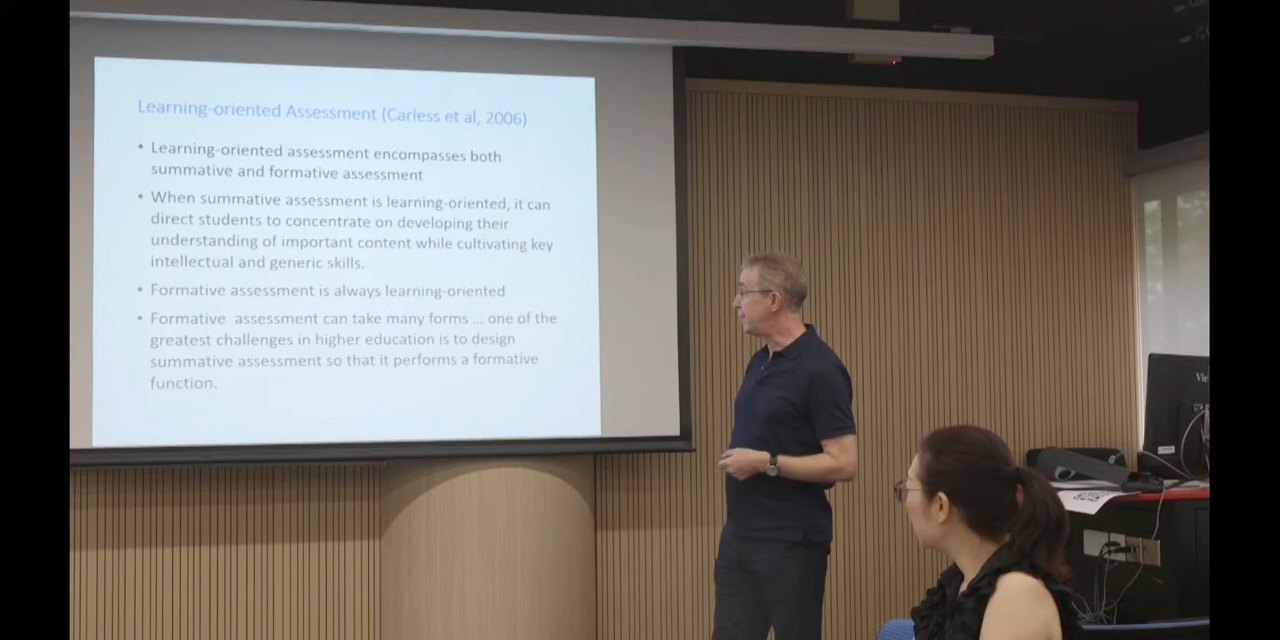 Learning-oriented Assessment (Carless et al, 2006)
• Learning-oriented assessment encompasses both
summative and formative assessment
• When summative assessment is learning-oriented, it can
direct students to concentrate on developing their
understanding of important content while cultivating key
intellectual and generic skills.
• Formative assessment is always learning-oriented
• Formative assessment can take many forms ... one of the
greatest challenges in higher education is to design
summative assessment so that it performs a formative
function.